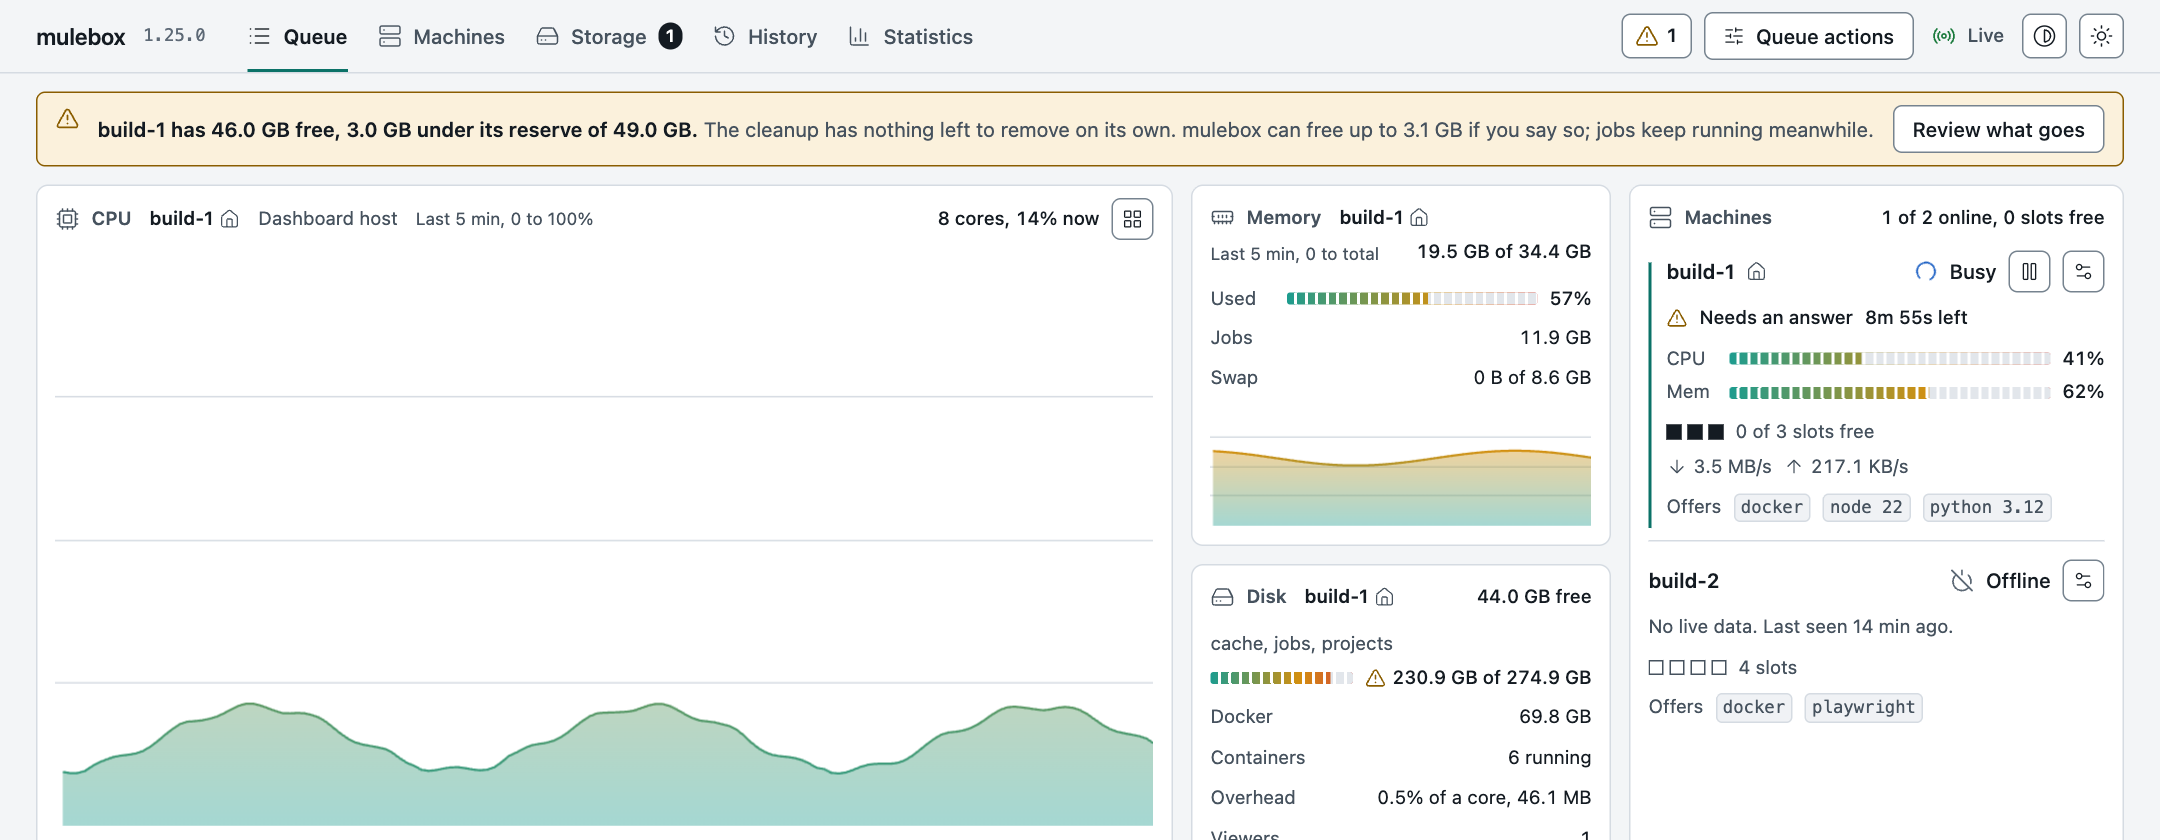 mulebox 1.25.0 Queue Machines Storage 1 History Statistics 1 Queue actions Live
build-1 has 46.0 GB free, 3.0 GB under its reserve of 49.0 GB. The cleanup has nothing left to remove on its own. mulebox can free up to 3.1 GB if you say so; jobs keep running meanwhile. Review what goes
CPU build-1 Dashboard host Last 5 min, 0 to 100% 8 cores, 14% now
Memory build-1
Last 5 min, 0 to total 19.5 GB of 34.4 GB
Used 57%
Jobs 11.9 GB
Swap 0 B of 8.6 GB
Disk build-1 44.0 GB free
cache, jobs, projects
230.9 GB of 274.9 GB
Docker 69.8 GB
Containers 6 running
Overhead 0.5% of a core, 46.1 MB
Viewers 1
Machines 1 of 2 online, 0 slots free
build-1 Busy
Needs an answer 8m 55s left
CPU 41%
Mem 62%
0 of 3 slots free
↓ 3.5 MB/s ↑ 217.1 KB/s
Offers docker node 22 python 3.12
build-2 Offline
No live data. Last seen 14 min ago.
4 slots
Offers docker playwright